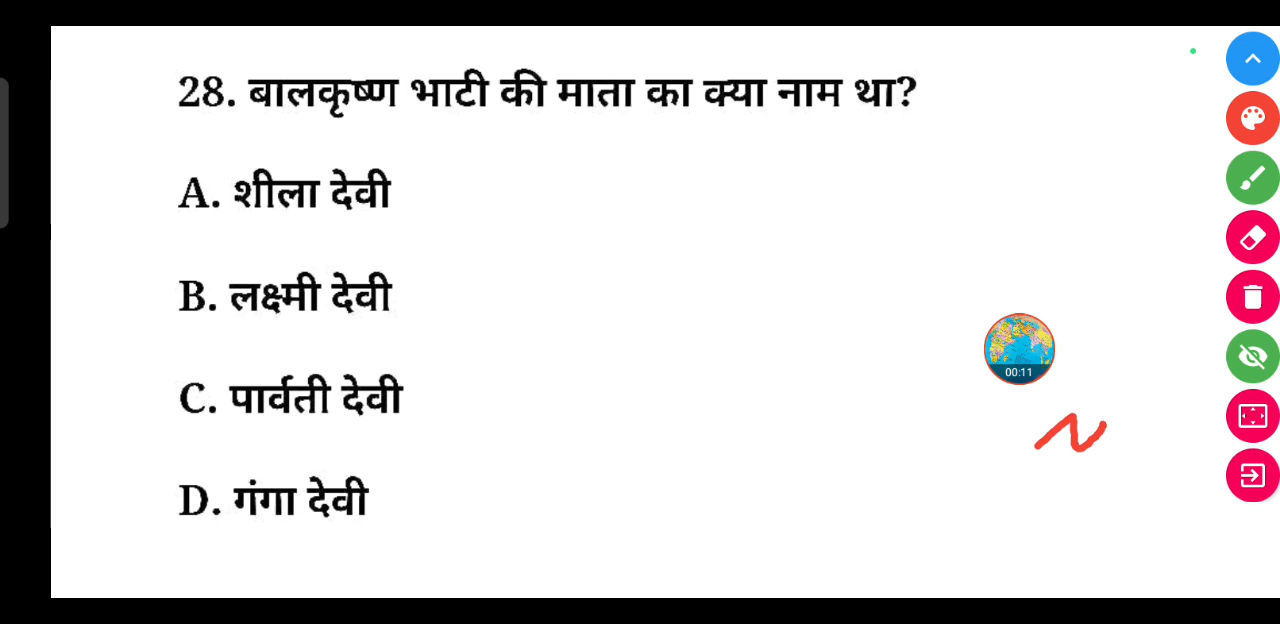 28. बालकृष्ण भाटी की माता का क्या नाम था?
A. शीला देवी
B. लक्ष्मी देवी
C. पार्वती देवी
D. गंगा देवी
00:11